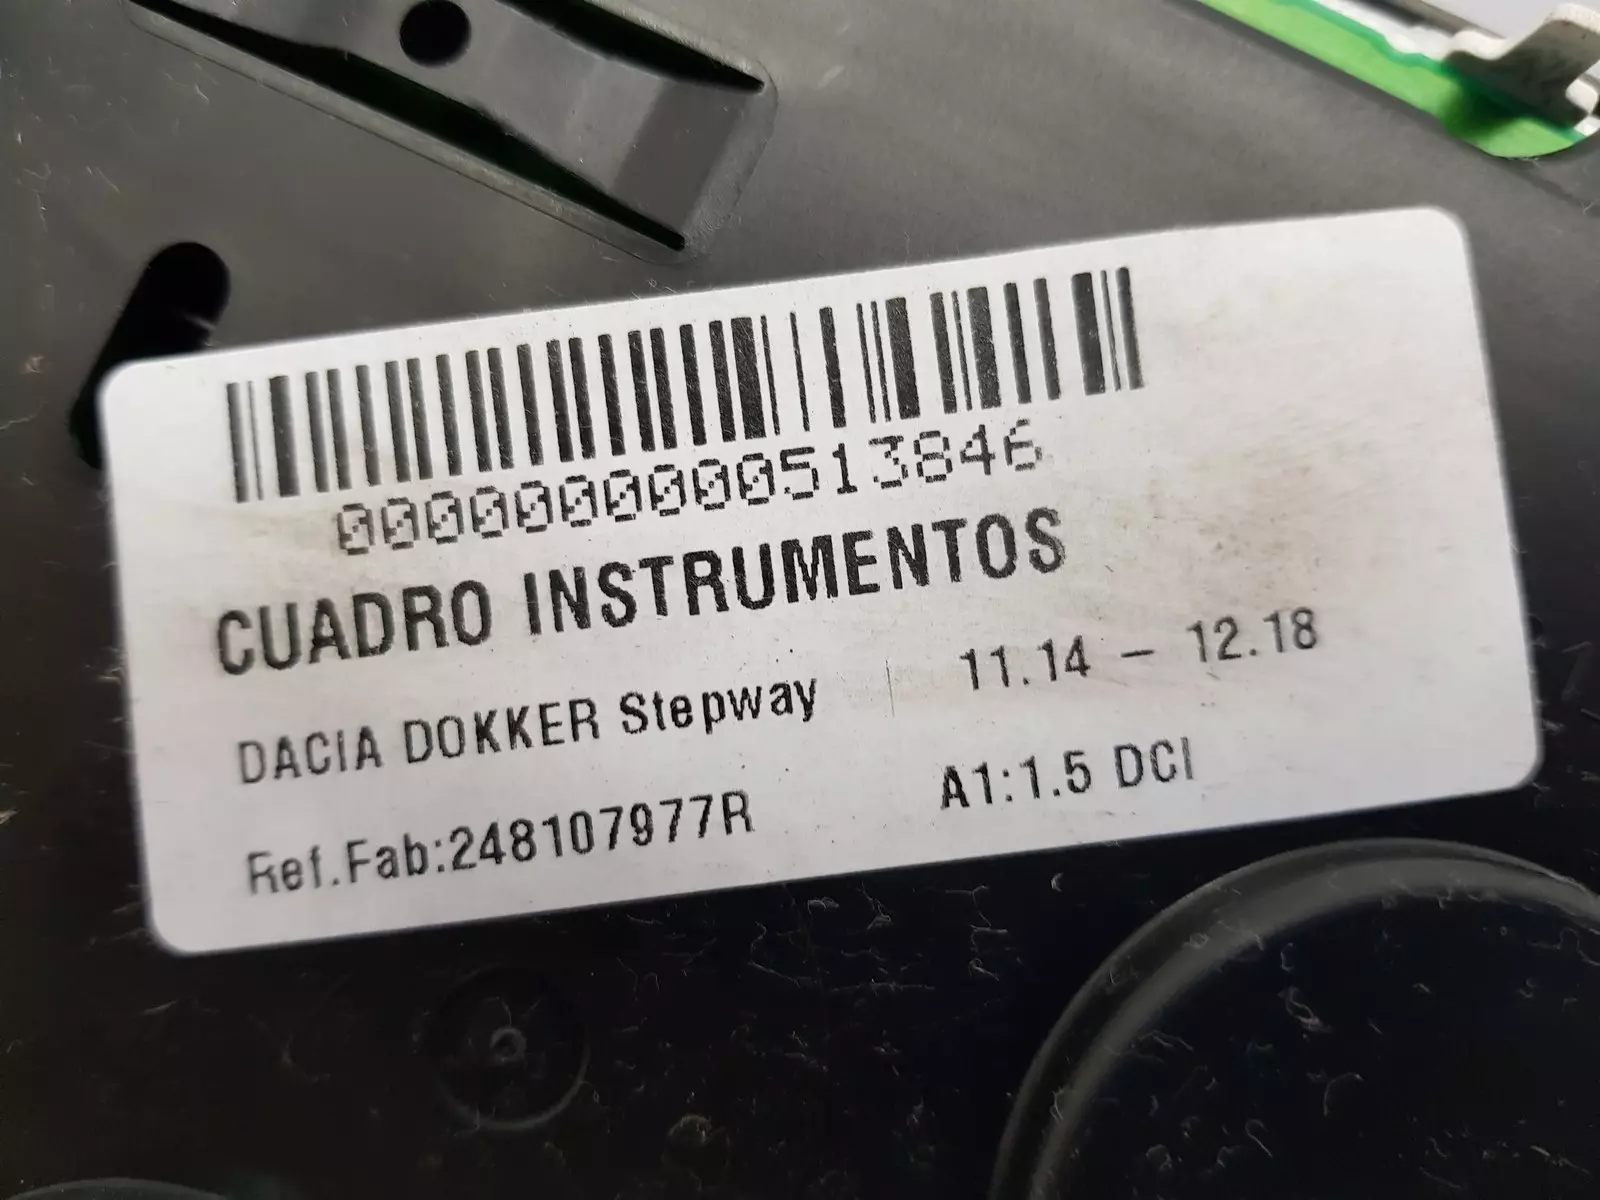 0000000000513846
CUADRO INSTRUMENTOS
DACIA DOKKER Stepway 11.14 - 12.18
Ref.Fab:248107977R A1:1.5 DCI